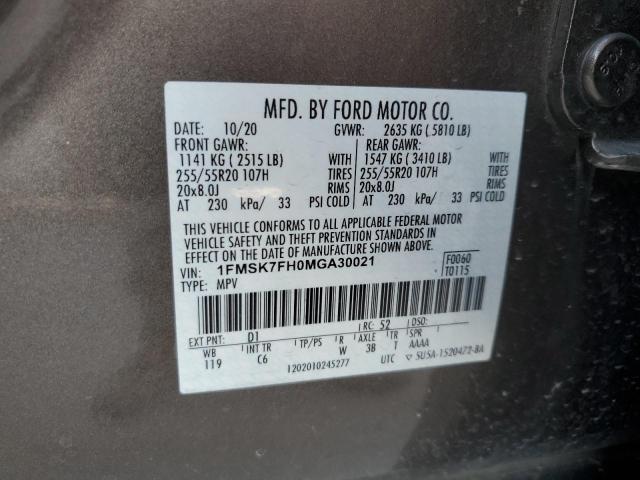 MFD. BY FORD MOTOR CO.
DATE: 10/20 GVWR: 2635 KG ( 5810 LB)
FRONT GAWR: REAR GAWR:
1141 KG ( 2515 LB) WITH 1547 KG ( 3410 LB) WITH
255/55R20 107H TIRES 255/55R20 107H TIRES
20x8.0J RIMS 20x8.0J RIMS
AT 230 kPa/ 33 PSI COLD AT 230 kPa/ 33 PSI COLD
THIS VEHICLE CONFORMS TO ALL APPLICABLE FEDERAL MOTOR
VEHICLE SAFETY AND THEFT PREVENTION STANDARDS IN
EFFECT ON THE DATE OF MANUFACTURE SHOWN ABOVE.
VIN: 1FMSK7FH0MGA30021 F0060
TYPE: MPV T0115
EXT PNT: D1 RC: 52 DSO:
WB INT TR TP/PS R AXLE TR SPR
119 C6 W 3B T AAAA
1202010245277 UTC ▽ 5U5A-1520472-BA
STOP